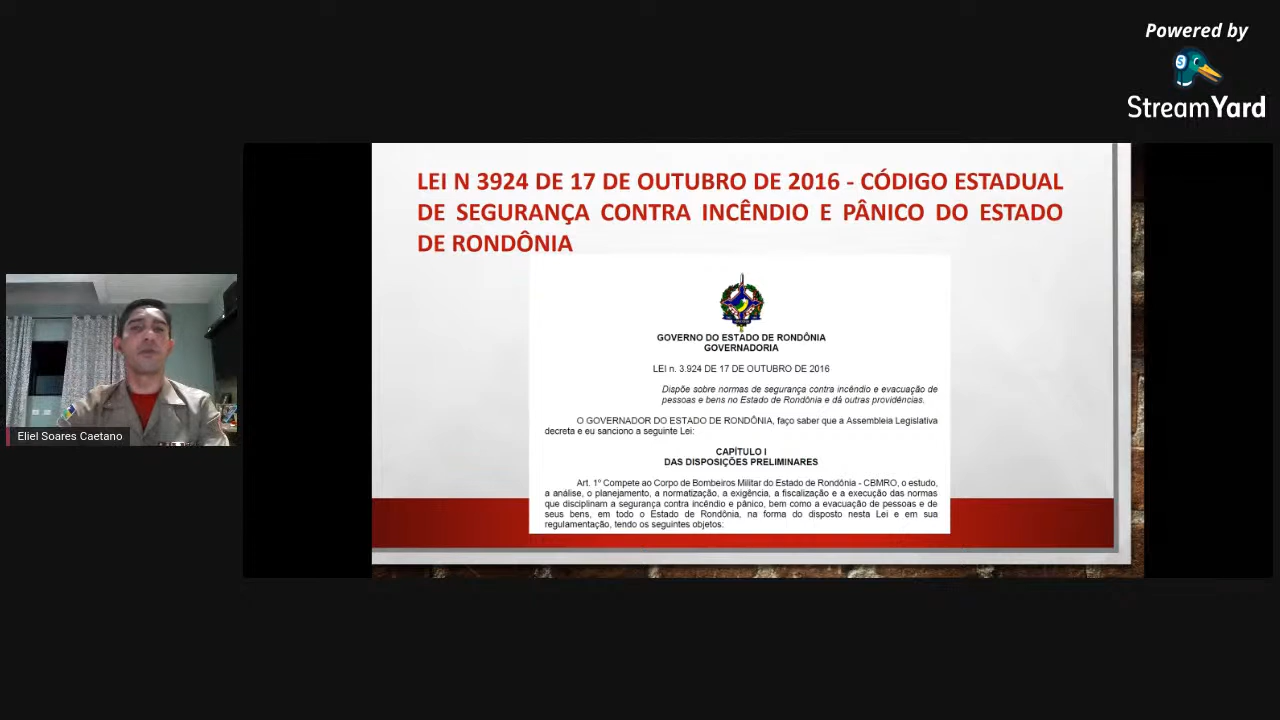 Powered by
StreamYard
LEI N 3924 DE 17 DE OUTUBRO DE 2016 - CÓDIGO ESTADUAL
DE SEGURANÇA CONTRA INCÊNDIO E PÂNICO DO ESTADO
DE RONDÔNIA
GOVERNO DO ESTADO DE RONDÔNIA
GOVERNADORIA
LEI n. 3.924 DE 17 DE OUTUBRO DE 2016
Dispõe sobre normas de segurança contra incêndio e evacuação de
pessoas e bens no Estado de Rondônia e dá outras providências.
O GOVERNADOR DO ESTADO DE RONDÔNIA, faço saber que a Assembleia Legislativa
decreta e eu sanciono a seguinte Lei:
CAPÍTULO I
DAS DISPOSIÇÕES PRELIMINARES
Art. 1º Compete ao Corpo de Bombeiros Militar do Estado de Rondônia - CBMRO, o estudo,
a análise, o planejamento, a normatização, a exigência, a fiscalização e a execução das normas
que disciplinam a segurança contra incêndio e pânico, bem como a evacuação de pessoas e de
seus bens, em todo o Estado de Rondônia, na forma do disposto nesta Lei e em sua
regulamentação, tendo os seguintes objetos:
Eliel Soares Caetano